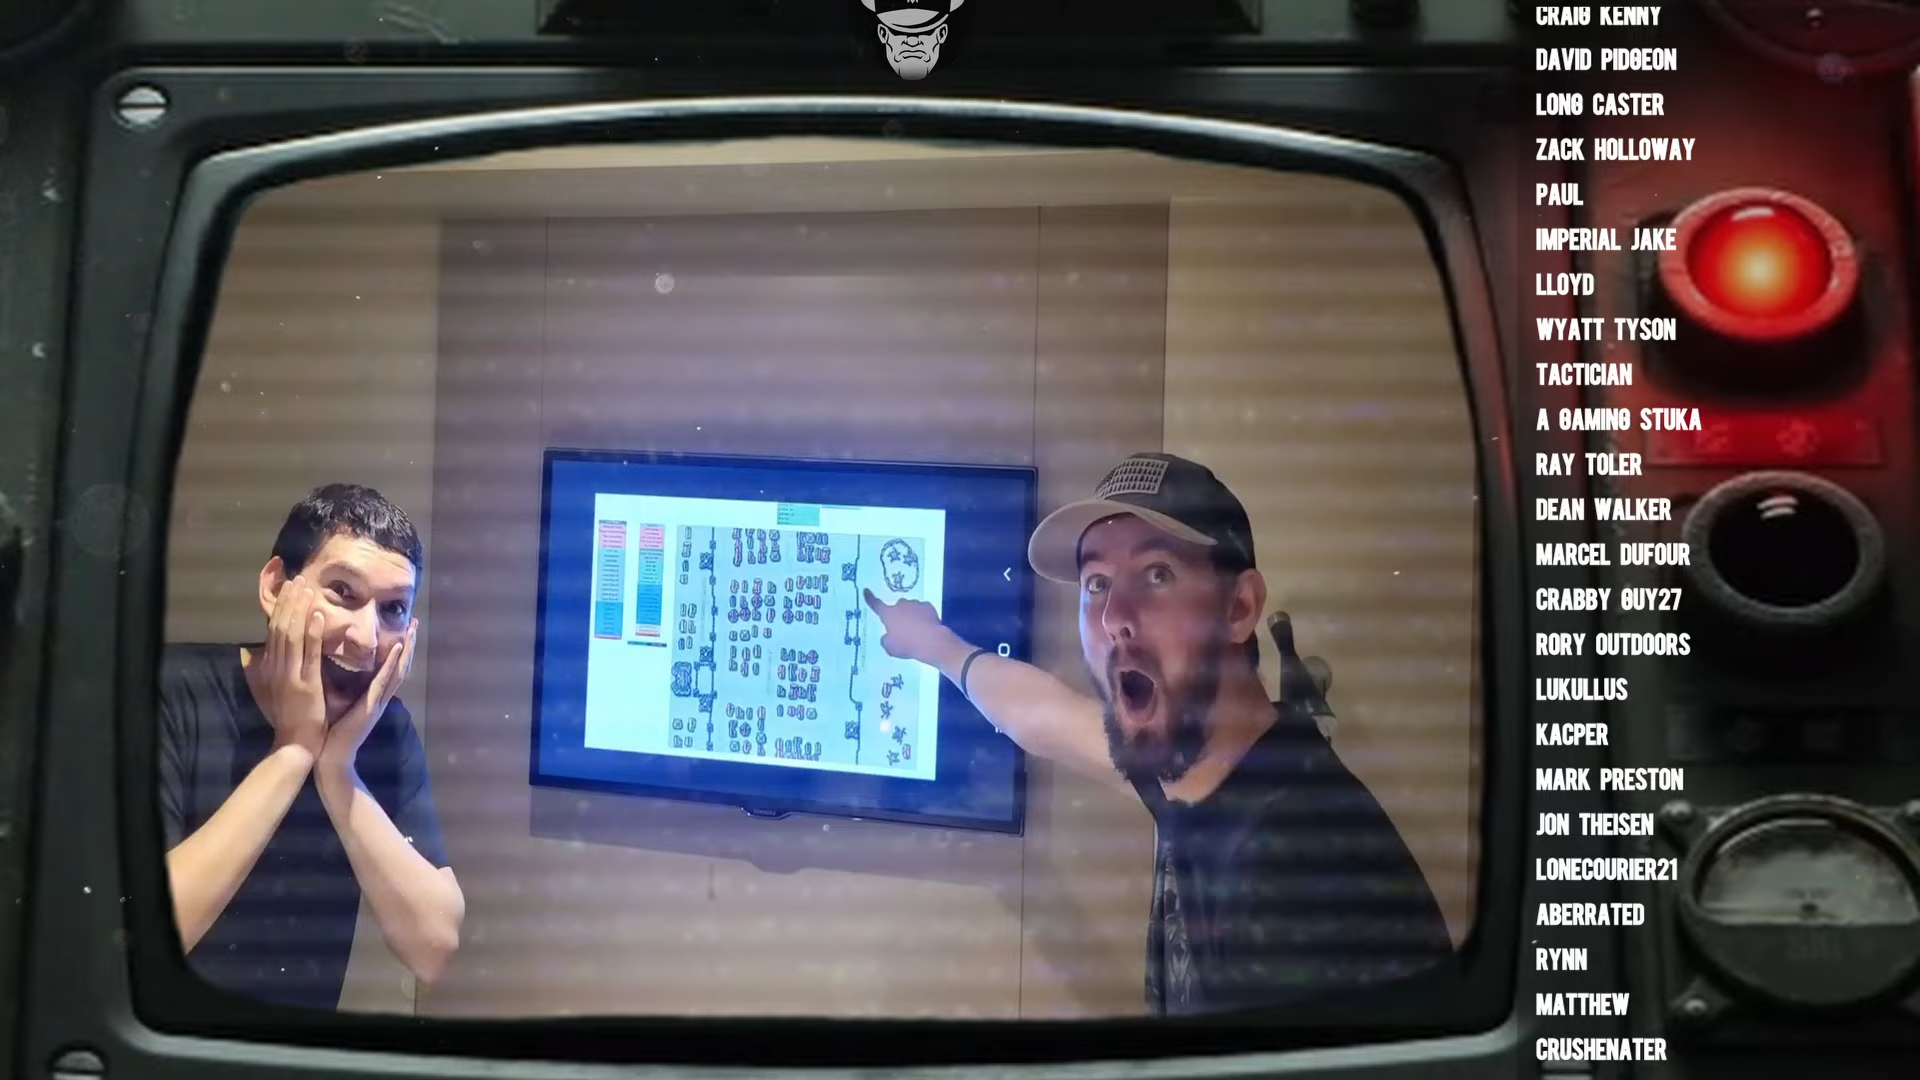 CRAIG KENNY
DAVID PIDGEON
LONG CASTER
ZACK HOLLOWAY
PAUL
IMPERIAL JAKE
LLOYD
WYATT TYSON
TACTICIAN
A GAMING STUKA
RAY TOLER
DEAN WALKER
MARCEL DUFOUR
CRABBY GUY27
RORY OUTDOORS
LUKULLUS
KACPER
MARK PRESTON
JON THEISEN
LONECOURIER21
ABERRATED
RYNN
MATTHEW
CRUSHENATER